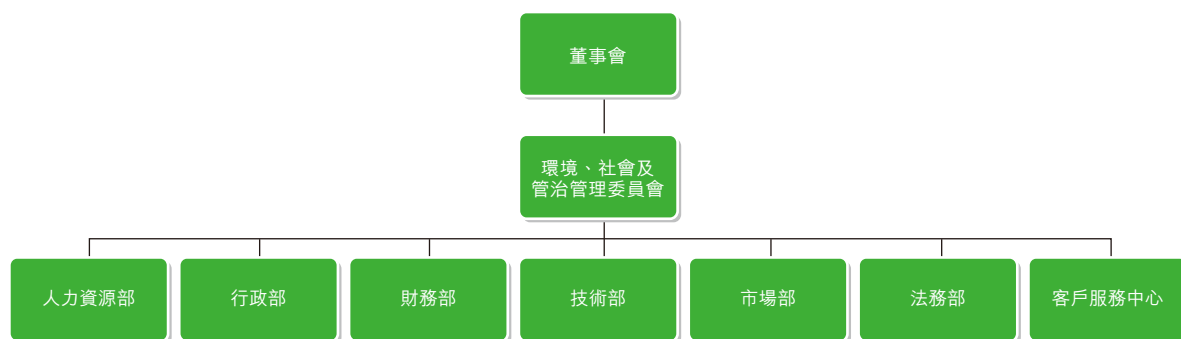 董事會
環境、社會及
管治管理委員會
人力資源部
行政部
財務部
技術部
市場部
法務部
客戶服務中心